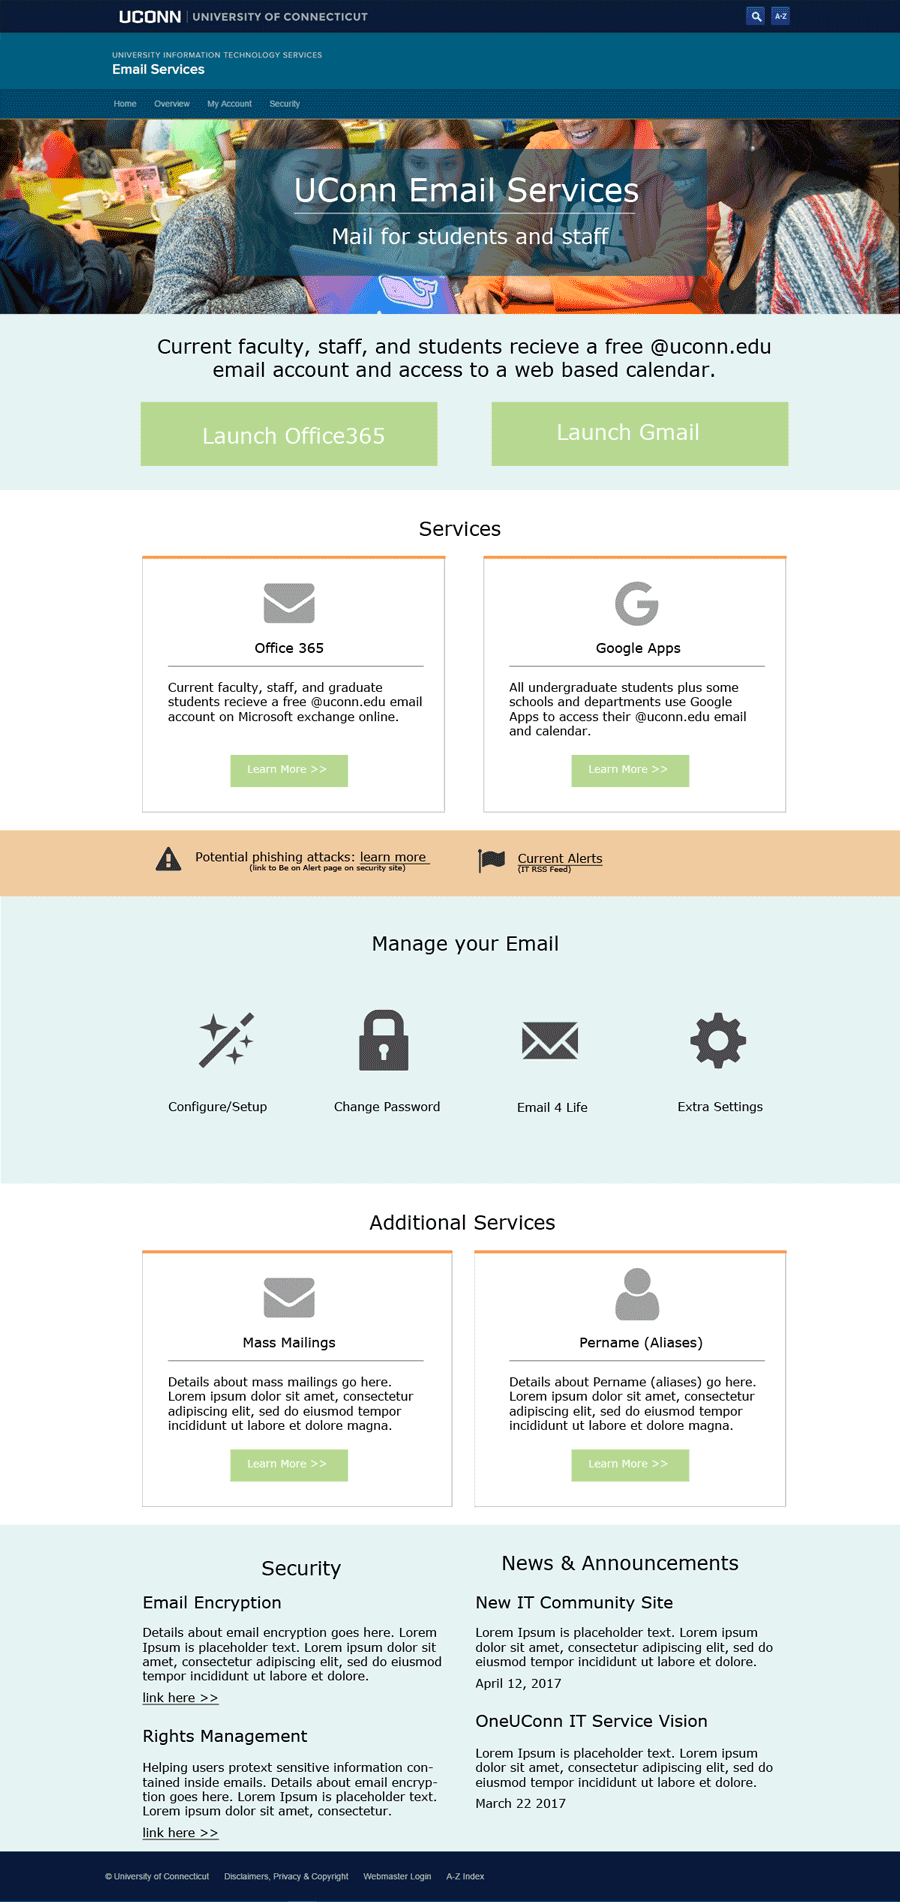 UCONN | UNIVERSITY OF CONNECTICUT
A-Z
UNIVERSITY INFORMATION TECHNOLOGY SERVICES
Email Services
Home Overview My Account Security
UConn Email Services
Mail for students and staff
Current faculty, staff, and students recieve a free @uconn.edu
email account and access to a web based calendar.
Launch Office365
Launch Gmail
Services
Office 365
Current faculty, staff, and graduate
students recieve a free @uconn.edu email
account on Microsoft exchange online.
Learn More >>
Google Apps
All undergraduate students plus some
schools and departments use Google
Apps to access their @uconn.edu email
and calendar.
Learn More >>
Potential phishing attacks: learn more
(link to Be on Alert page on security site)
Current Alerts
(IT RSS Feed)
Manage your Email
Configure/Setup
Change Password
Email 4 Life
Extra Settings
Additional Services
Mass Mailings
Details about mass mailings go here.
Lorem ipsum dolor sit amet, consectetur
adipiscing elit, sed do eiusmod tempor
incididunt ut labore et dolore magna.
Learn More >>
Pername (Aliases)
Details about Pername (aliases) go here.
Lorem ipsum dolor sit amet, consectetur
adipiscing elit, sed do eiusmod tempor
incididunt ut labore et dolore magna.
Learn More >>
Security
Email Encryption
Details about email encryption goes here. Lorem
Ipsum is placeholder text. Lorem ipsum dolor sit
amet, consectetur adipiscing elit, sed do eiusmod
tempor incididunt ut labore et dolore.
link here >>
Rights Management
Helping users protext sensitive information con-
tained inside emails. Details about email encryp-
tion goes here. Lorem Ipsum is placeholder text.
Lorem ipsum dolor sit amet, consectetur.
link here >>
News & Announcements
New IT Community Site
Lorem Ipsum is placeholder text. Lorem ipsum
dolor sit amet, consectetur adipiscing elit, sed do
eiusmod tempor incididunt ut labore et dolore.
April 12, 2017
OneUConn IT Service Vision
Lorem Ipsum is placeholder text. Lorem ipsum
dolor sit amet, consectetur adipiscing elit, sed do
eiusmod tempor incididunt ut labore et dolore.
March 22 2017
© University of Connecticut Disclaimers, Privacy & Copyright Webmaster Login A-Z Index